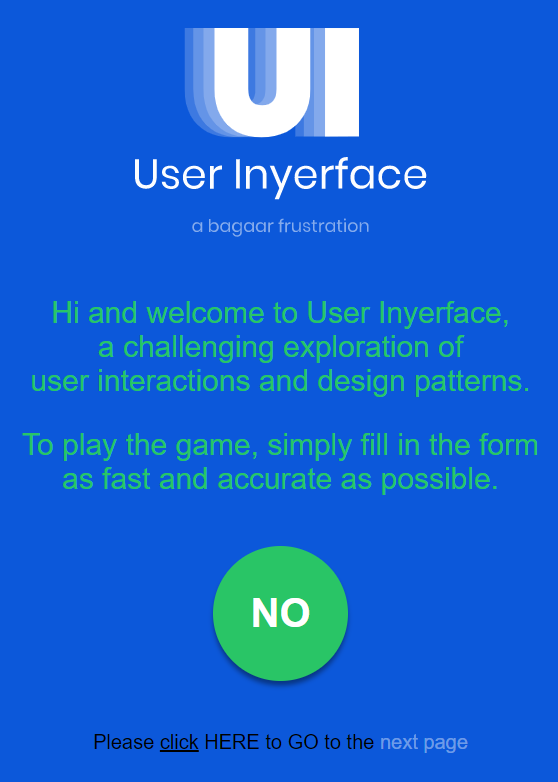 UI
User Inyerface
a bagaar frustration
Hi and welcome to User Inyerface,
a challenging exploration of
user interactions and design patterns.
To play the game, simply fill in the form
as fast and accurate as possible.
NO
Please click HERE to GO to the next page